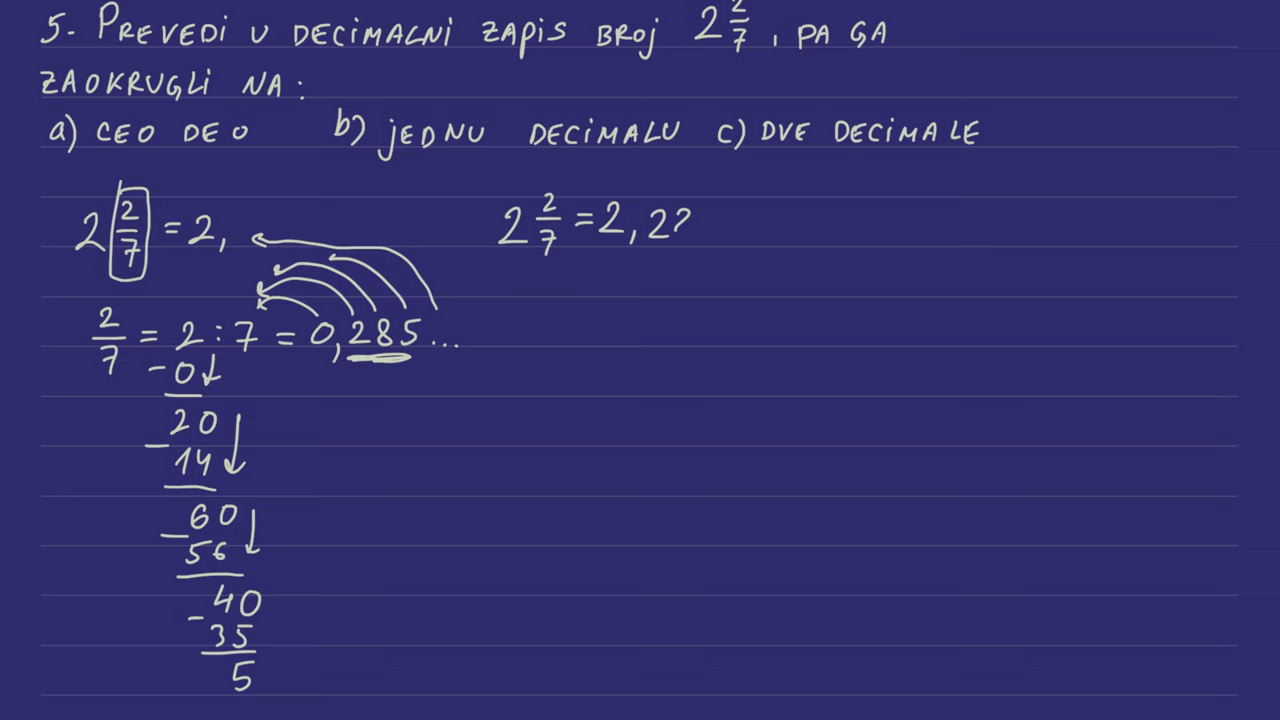 5. PREVEDI U DECIMALNI ZAPIS BROJ 2 2/7, PA GA
ZAOKRUGLI NA:
a) CEO DEO b) JEDNU DECIMALU c) DVE DECIMALE
2 2/7 = 2,
2 2/7 = 2,2?
2/7 = 2 : 7 = 0,285...
-0
20
-14
60
-56
40
-35
5